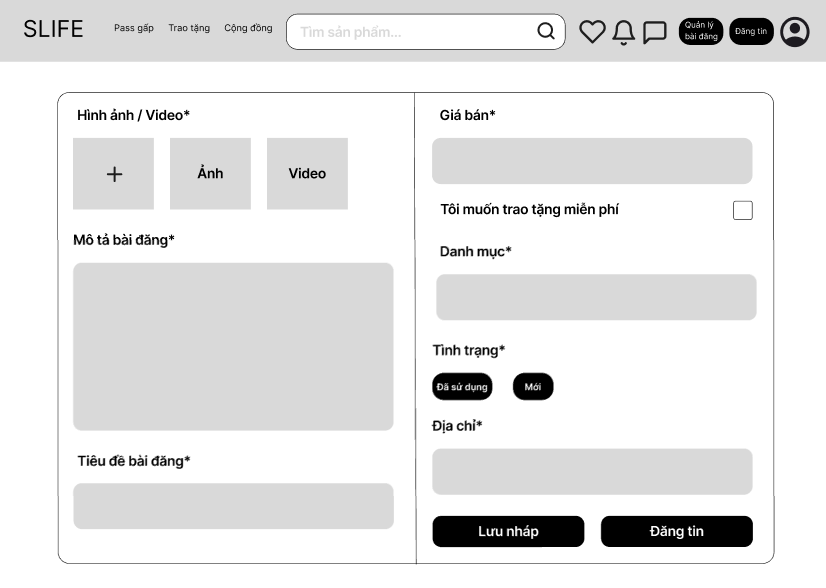 SLIFE
Pass gấp
Trao tặng
Cộng đồng
Tìm sản phẩm...
Quản lý
bài đăng
Đăng tin
Hình ảnh / Video*
+
Ảnh
Video
Mô tả bài đăng*
Tiêu đề bài đăng*
Giá bán*
Tôi muốn trao tặng miễn phí
Danh mục*
Tình trạng*
Đã sử dụng
Mới
Địa chỉ*
Lưu nháp
Đăng tin